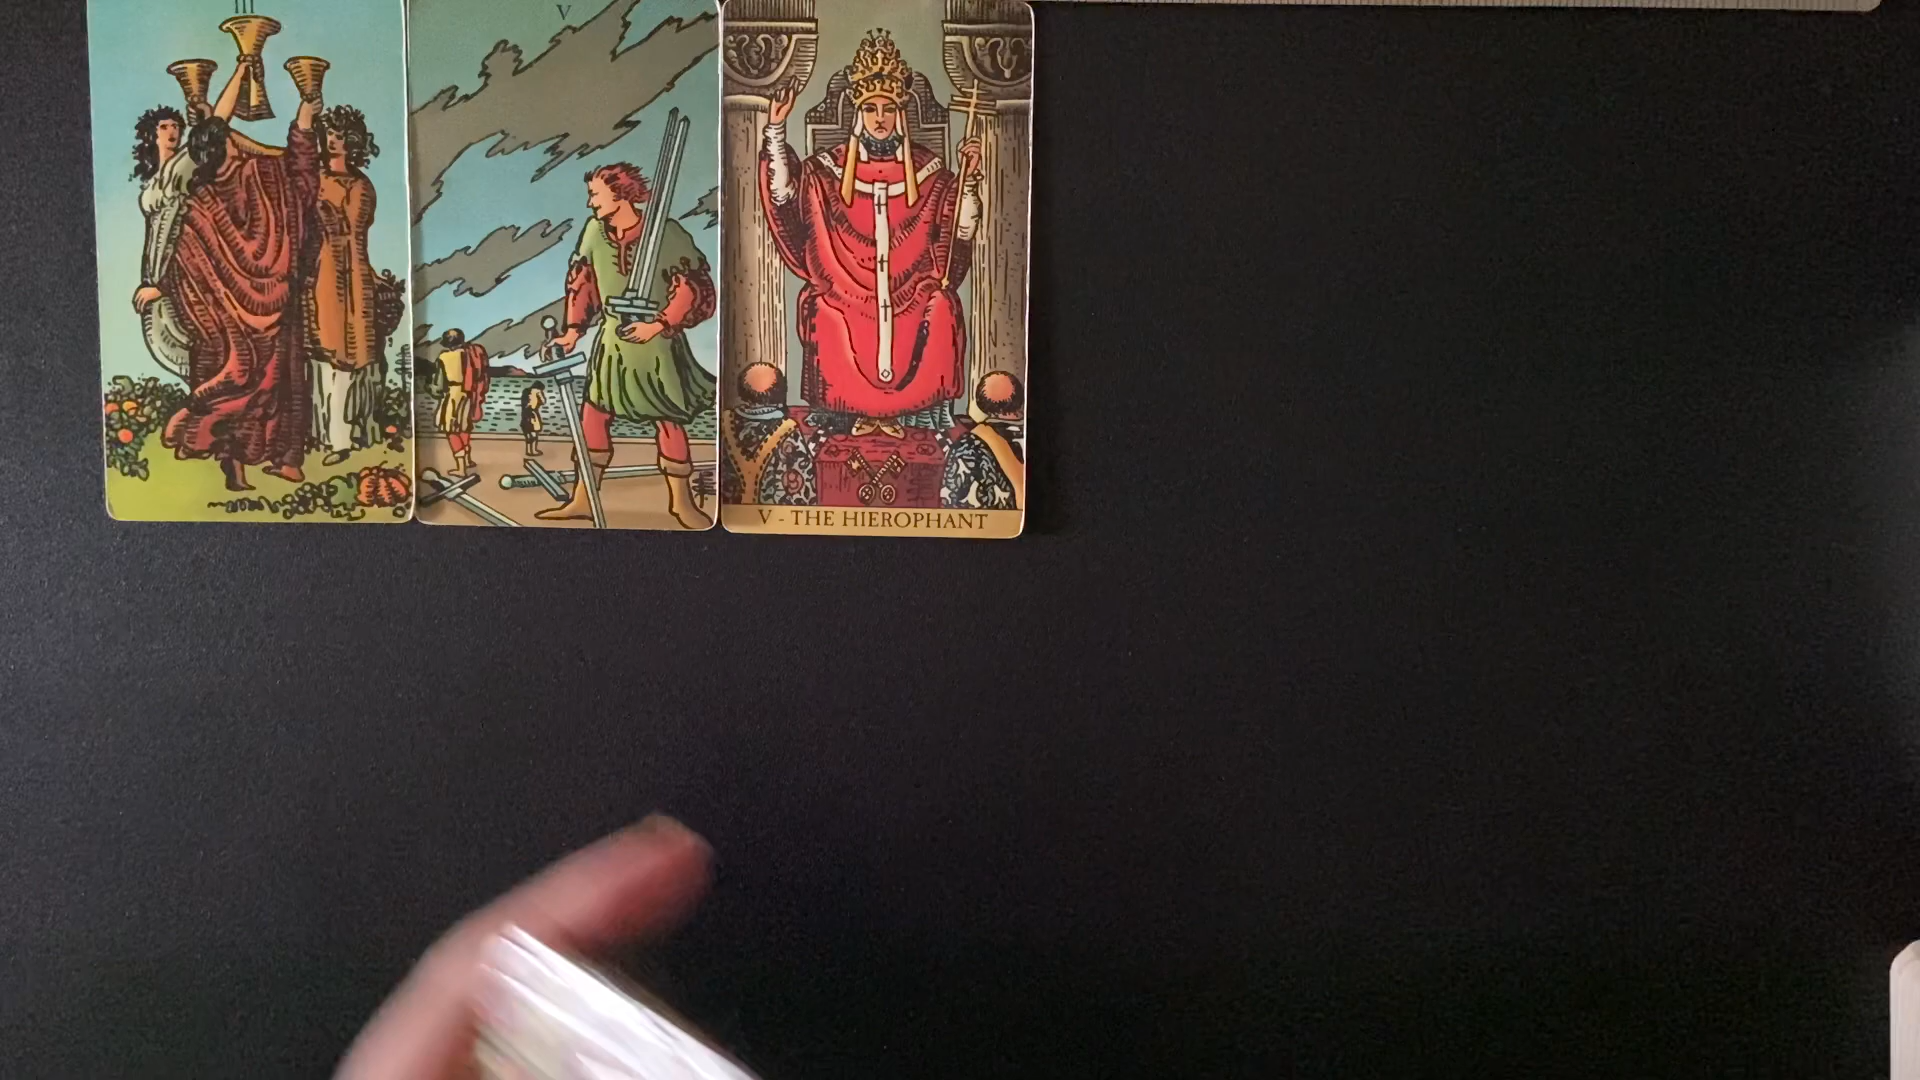 III
V
V - THE HIEROPHANT